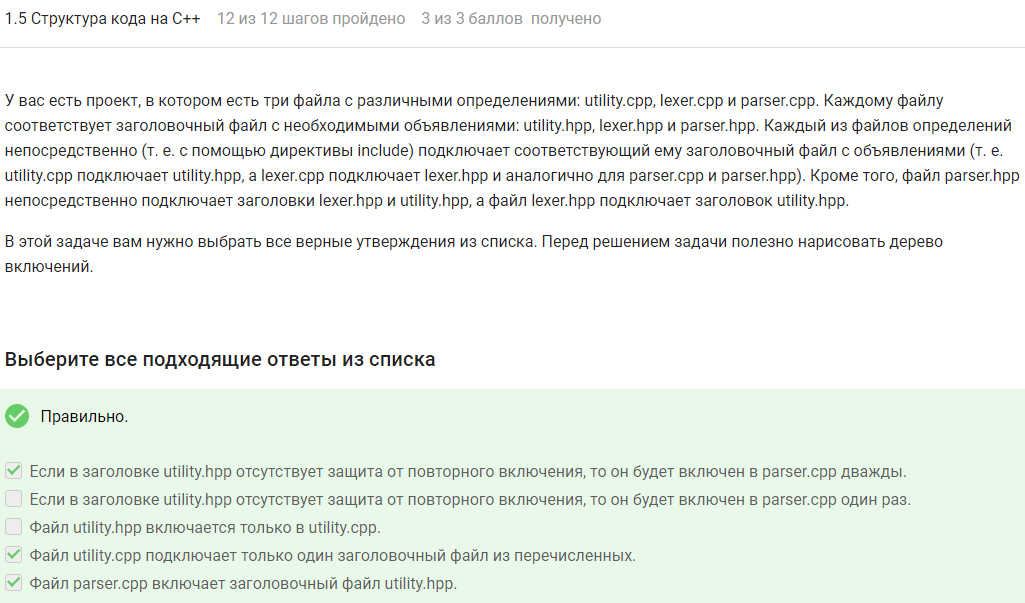 1.5 Структура кода на C++ 12 из 12 шагов пройдено 3 из 3 баллов получено
У вас есть проект, в котором есть три файла с различными определениями: utility.cpp, lexer.cpp и parser.cpp. Каждому файлу
соответствует заголовочный файл с необходимыми объявлениями: utility.hpp, lexer.hpp и parser.hpp. Каждый из файлов определений
непосредственно (т. е. с помощью директивы include) подключает соответствующий ему заголовочный файл с объявлениями (т. е.
utility.cpp подключает utility.hpp, а lexer.cpp подключает lexer.hpp и аналогично для parser.cpp и parser.hpp). Кроме того, файл parser.hpp
непосредственно подключает заголовки lexer.hpp и utility.hpp, а файл lexer.hpp подключает заголовок utility.hpp.
В этой задаче вам нужно выбрать все верные утверждения из списка. Перед решением задачи полезно нарисовать дерево
включений.
Выберите все подходящие ответы из списка
Правильно.
Если в заголовке utility.hpp отсутствует защита от повторного включения, то он будет включен в parser.cpp дважды.
Если в заголовке utility.hpp отсутствует защита от повторного включения, то он будет включен в parser.cpp один раз.
Файл utility.hpp включается только в utility.cpp.
Файл utility.cpp подключает только один заголовочный файл из перечисленных.
Файл parser.cpp включает заголовочный файл utility.hpp.